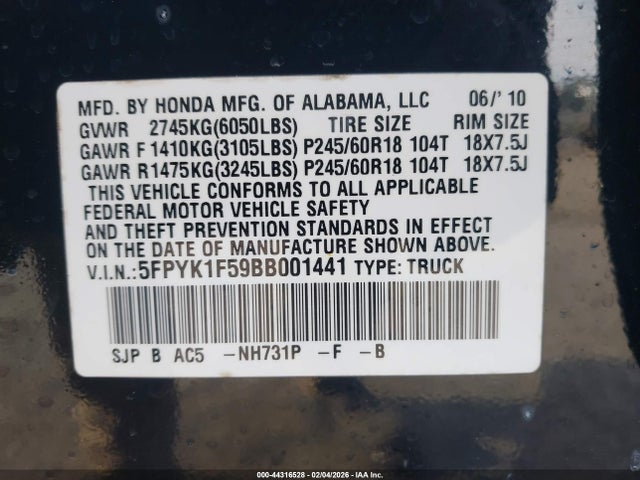 MFD. BY HONDA MFG. OF ALABAMA, LLC 06/'10
GVWR 2745KG(6050LBS) TIRE SIZE RIM SIZE
GAWR F 1410KG(3105LBS) P245/60R18 104T 18X7.5J
GAWR R 1475KG(3245LBS) P245/60R18 104T 18X7.5J
THIS VEHICLE CONFORMS TO ALL APPLICABLE
FEDERAL MOTOR VEHICLE SAFETY
AND THEFT PREVENTION STANDARDS IN EFFECT
ON THE DATE OF MANUFACTURE SHOWN ABOVE.
V.I.N.:5FPYK1F59BB001441 TYPE: TRUCK
SJP B AC5 -NH731P -F -B
000-44316528 - 02/04/2026 - IAA Inc.